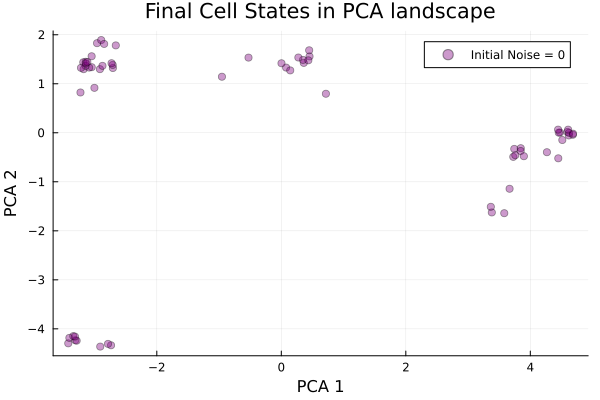 Final Cell States in PCA landscape
Initial Noise = 0
2
1
0
−1
−2
−3
−4
PCA 2
−2
0
2
4
PCA 1